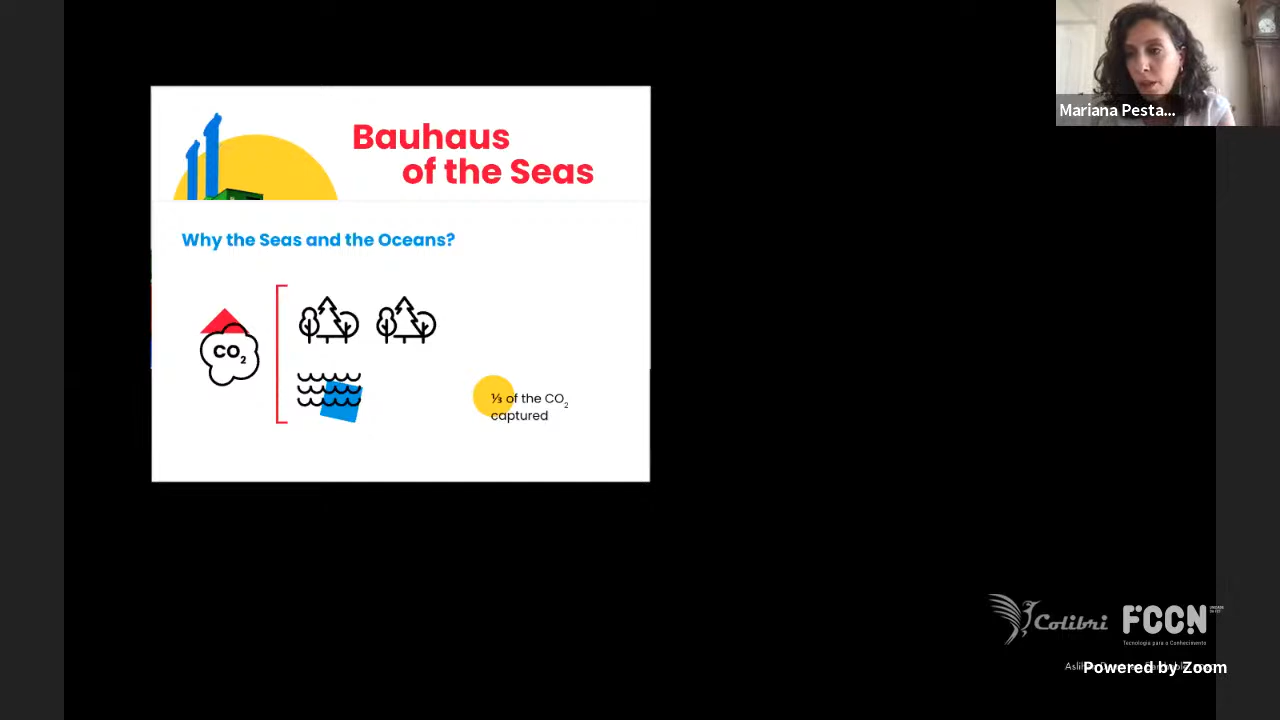 Bauhaus
of the Seas
Mariana Pesta...
Why the Seas and the Oceans?
CO2
⅓ of the CO2
captured
Colibri
FCCN
Tecnologia para o Conhecimento
Powered by Zoom